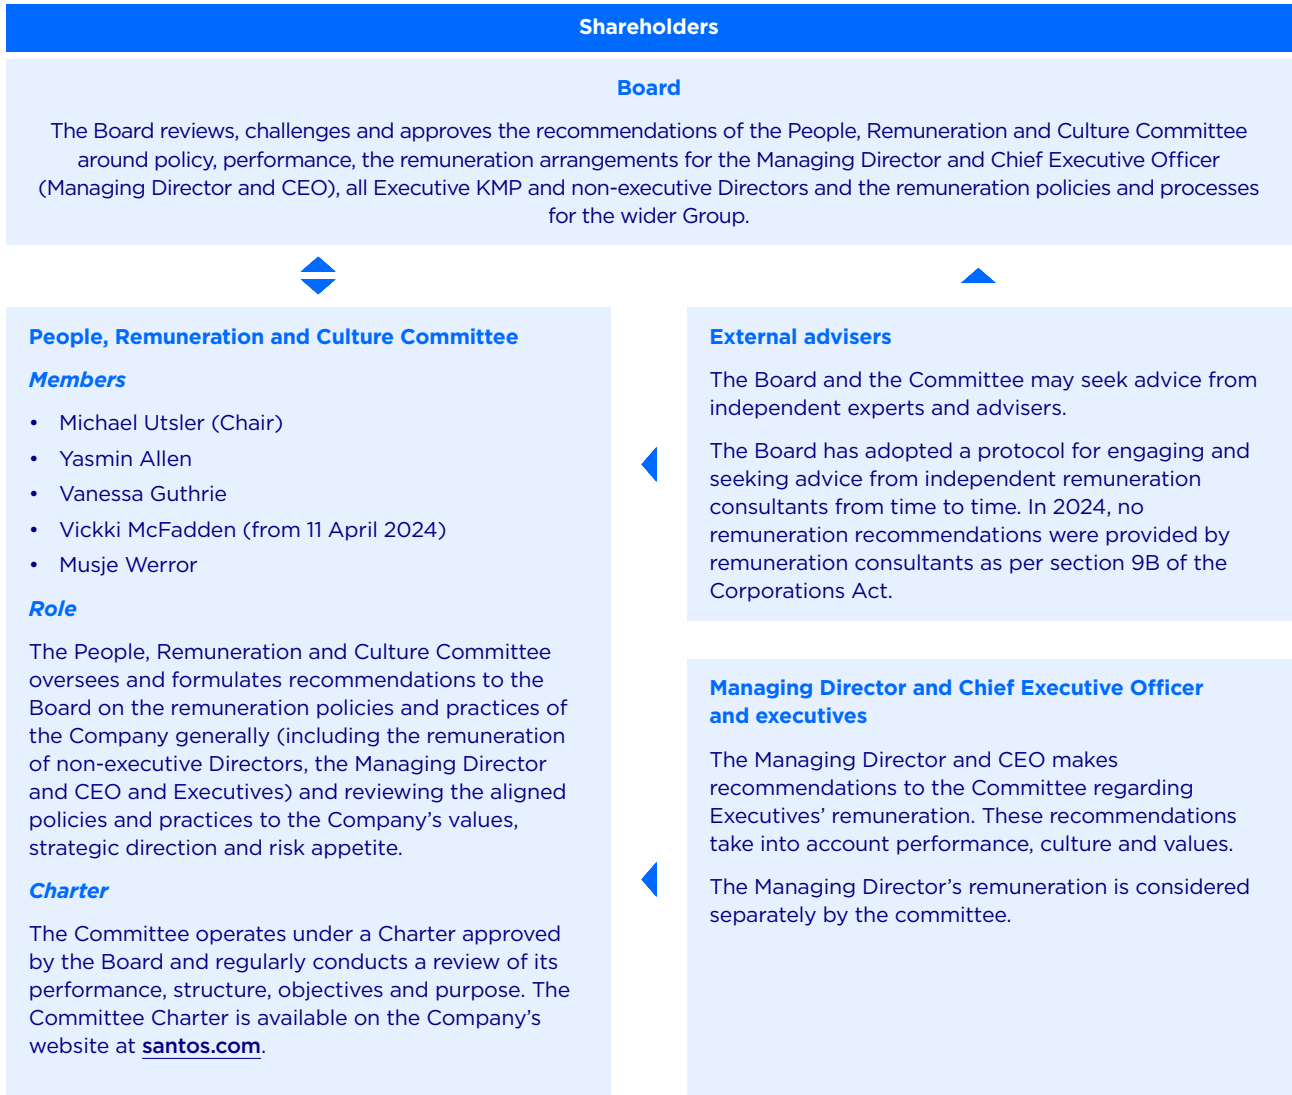 Shareholders
Board
The Board reviews, challenges and approves the recommendations of the People, Remuneration and Culture Committee
around policy, performance, the remuneration arrangements for the Managing Director and Chief Executive Officer
(Managing Director and CEO), all Executive KMP and non-executive Directors and the remuneration policies and processes
for the wider Group.
People, Remuneration and Culture Committee
Members
• Michael Utsler (Chair)
• Yasmin Allen
• Vanessa Guthrie
• Vickki McFadden (from 11 April 2024)
• Musje Werror
Role
The People, Remuneration and Culture Committee
oversees and formulates recommendations to the
Board on the remuneration policies and practices of
the Company generally (including the remuneration
of non-executive Directors, the Managing Director
and CEO and Executives) and reviewing the aligned
policies and practices to the Company’s values,
strategic direction and risk appetite.
Charter
The Committee operates under a Charter approved
by the Board and regularly conducts a review of its
performance, structure, objectives and purpose. The
Committee Charter is available on the Company’s
website at santos.com.
External advisers
The Board and the Committee may seek advice from
independent experts and advisers.
The Board has adopted a protocol for engaging and
seeking advice from independent remuneration
consultants from time to time. In 2024, no
remuneration recommendations were provided by
remuneration consultants as per section 9B of the
Corporations Act.
Managing Director and Chief Executive Officer
and executives
The Managing Director and CEO makes
recommendations to the Committee regarding
Executives’ remuneration. These recommendations
take into account performance, culture and values.
The Managing Director’s remuneration is considered
separately by the committee.